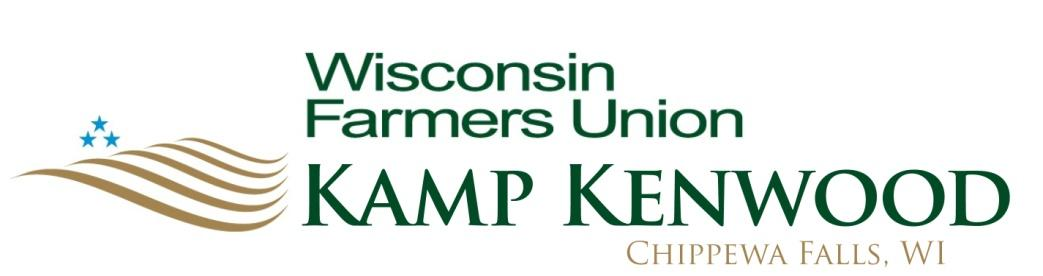 Wisconsin
Farmers Union
KAMP KENWOOD
CHIPPEWA FALLS, WI